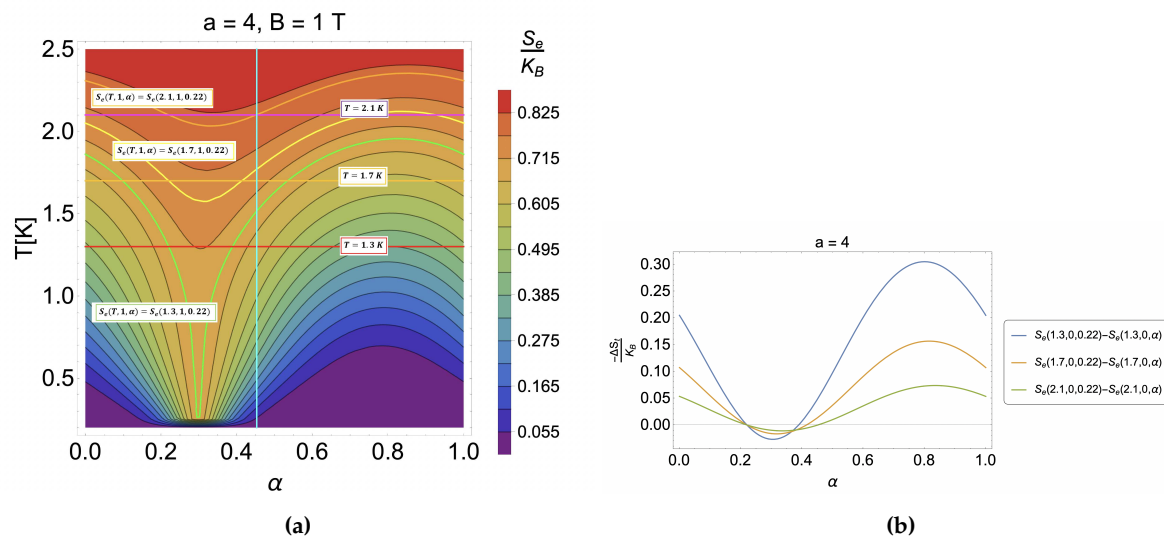 a = 4, B = 1 T
S_e/K_B
2.5
2.0
1.5
1.0
0.5
T[K]
S_e(T,1,α)=S_e(2.1,1,0.22)
T = 2.1 K
S_e(T,1,α)=S_e(1.7,1,0.22)
T = 1.7 K
T = 1.3 K
S_e(T,1,α)=S_e(1.3,1,0.22)
0.825
0.715
0.605
0.495
0.385
0.275
0.165
0.055
0.0 0.2 0.4 0.6 0.8 1.0
α
(a)
a = 4
0.30
0.25
0.20
0.15
0.10
0.05
0.00
-ΔS_T/K_B
S_e(1.3,0,0.22)-S_e(1.3,0,α)
S_e(1.7,0,0.22)-S_e(1.7,0,α)
S_e(2.1,0,0.22)-S_e(2.1,0,α)
0.0 0.2 0.4 0.6 0.8 1.0
α
(b)